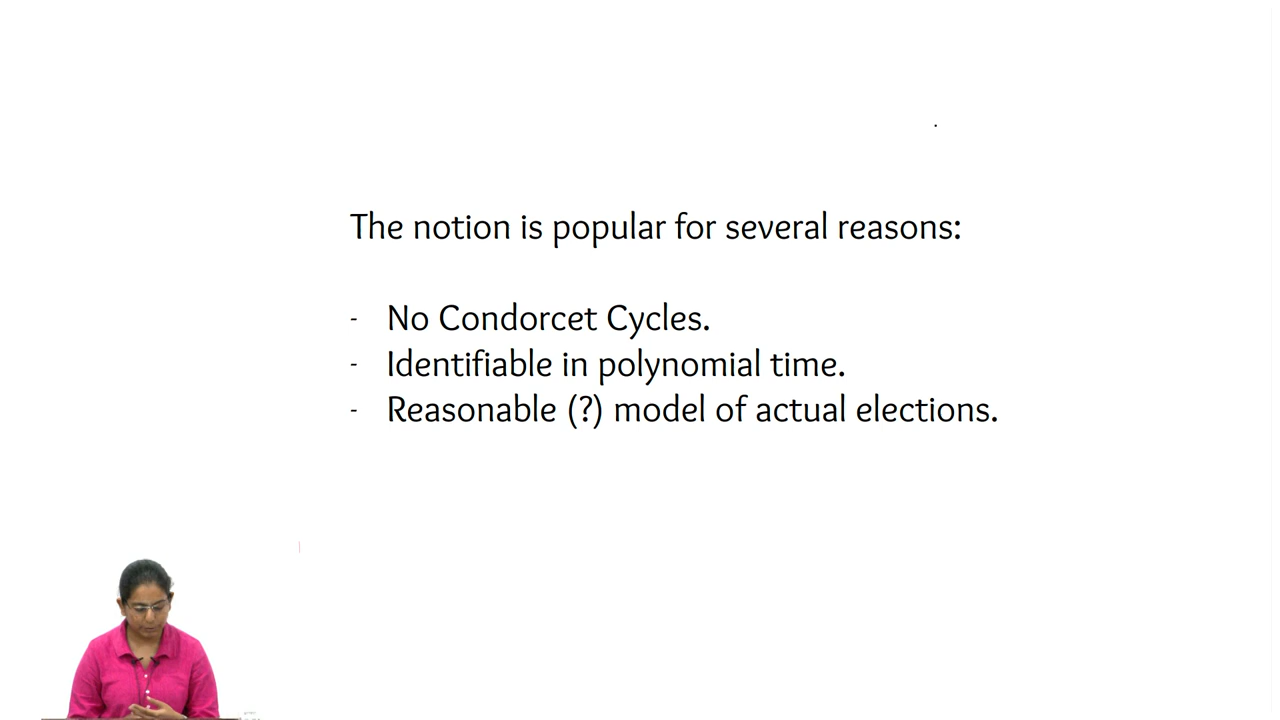 The notion is popular for several reasons:
- No Condorcet Cycles.
- Identifiable in polynomial time.
- Reasonable (?) model of actual elections.